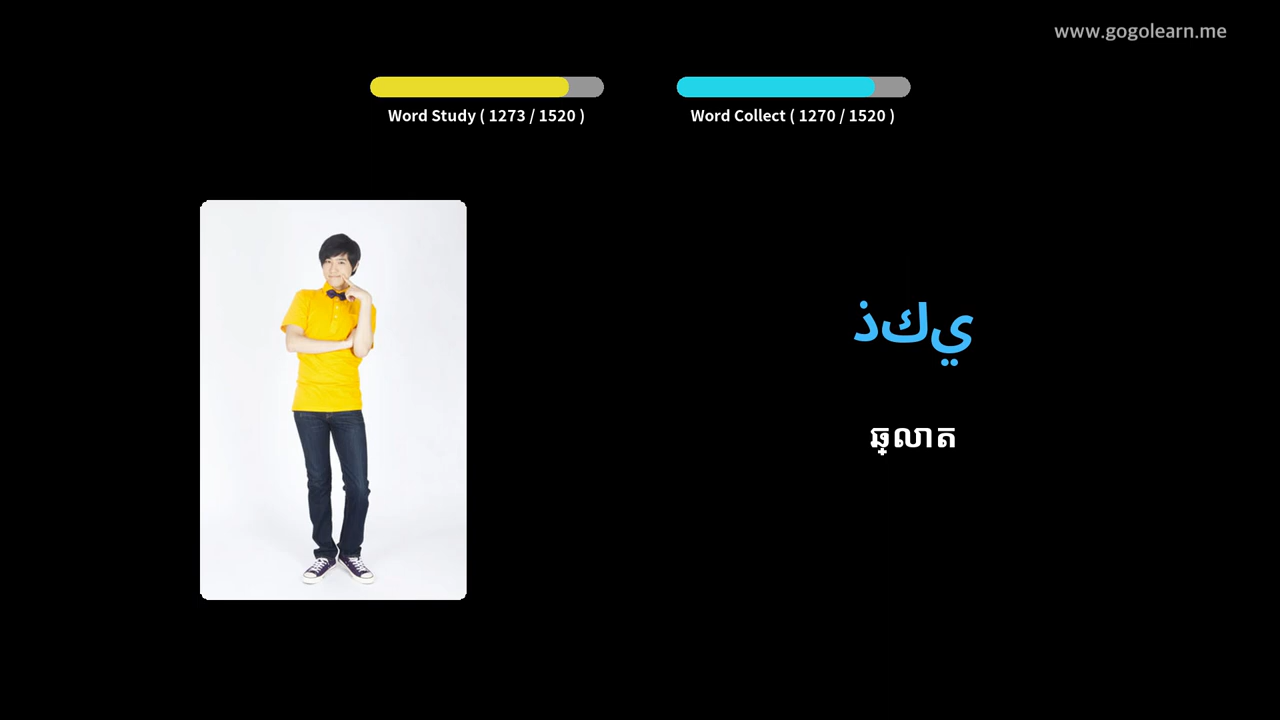 www.gogolearn.me
Word Study ( 1273 / 1520 )
Word Collect ( 1270 / 1520 )
ذكي
ឆ្លាត